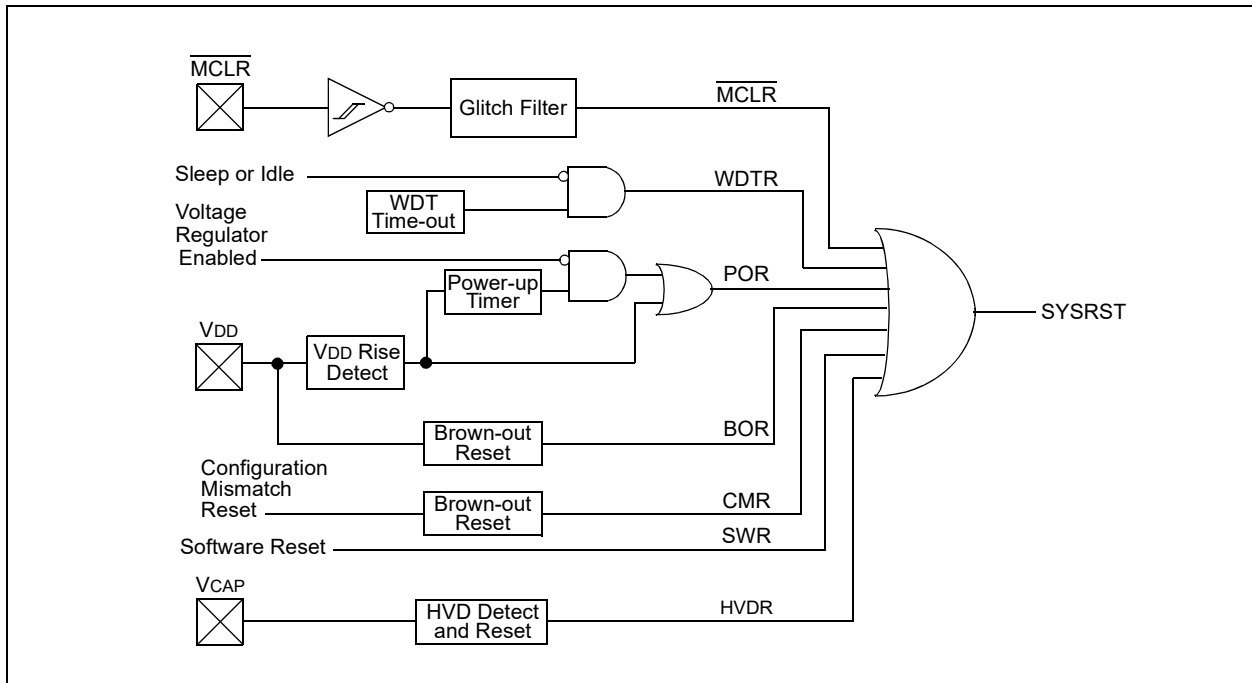 MCLR
Glitch Filter
MCLR
Sleep or Idle
WDTR
WDT
Time-out
Voltage
Regulator
Enabled
Power-up
Timer
POR
SYSRST
VDD
VDD Rise
Detect
Brown-out
Reset
BOR
Configuration
Mismatch
Reset
Brown-out
Reset
CMR
Software Reset
SWR
VCAP
HVD Detect
and Reset
HVDR